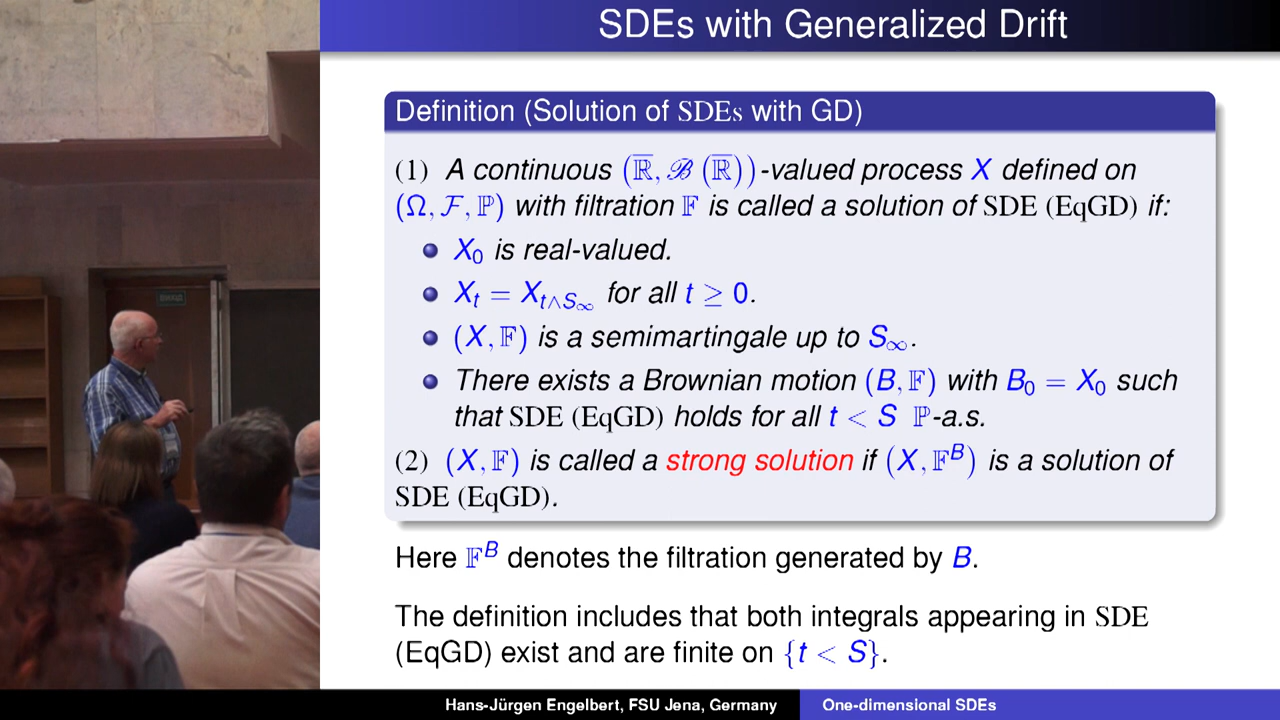 SDEs with Generalized Drift
Definition (Solution of SDEs with GD)
(1) A continuous (ℝ̅, ℬ(ℝ̅))-valued process X defined on
(Ω, ℱ, ℙ) with filtration 𝔽 is called a solution of SDE (EqGD) if:
X₀ is real-valued.
X_t = X_{t∧S_∞} for all t ≥ 0.
(X, 𝔽) is a semimartingale up to S_∞.
There exists a Brownian motion (B, 𝔽) with B₀ = X₀ such
that SDE (EqGD) holds for all t < S ℙ-a.s.
(2) (X, 𝔽) is called a strong solution if (X, 𝔽^B) is a solution of
SDE (EqGD).
Here 𝔽^B denotes the filtration generated by B.
The definition includes that both integrals appearing in SDE
(EqGD) exist and are finite on {t < S}.
Hans-Jürgen Engelbert, FSU Jena, Germany One-dimensional SDEs